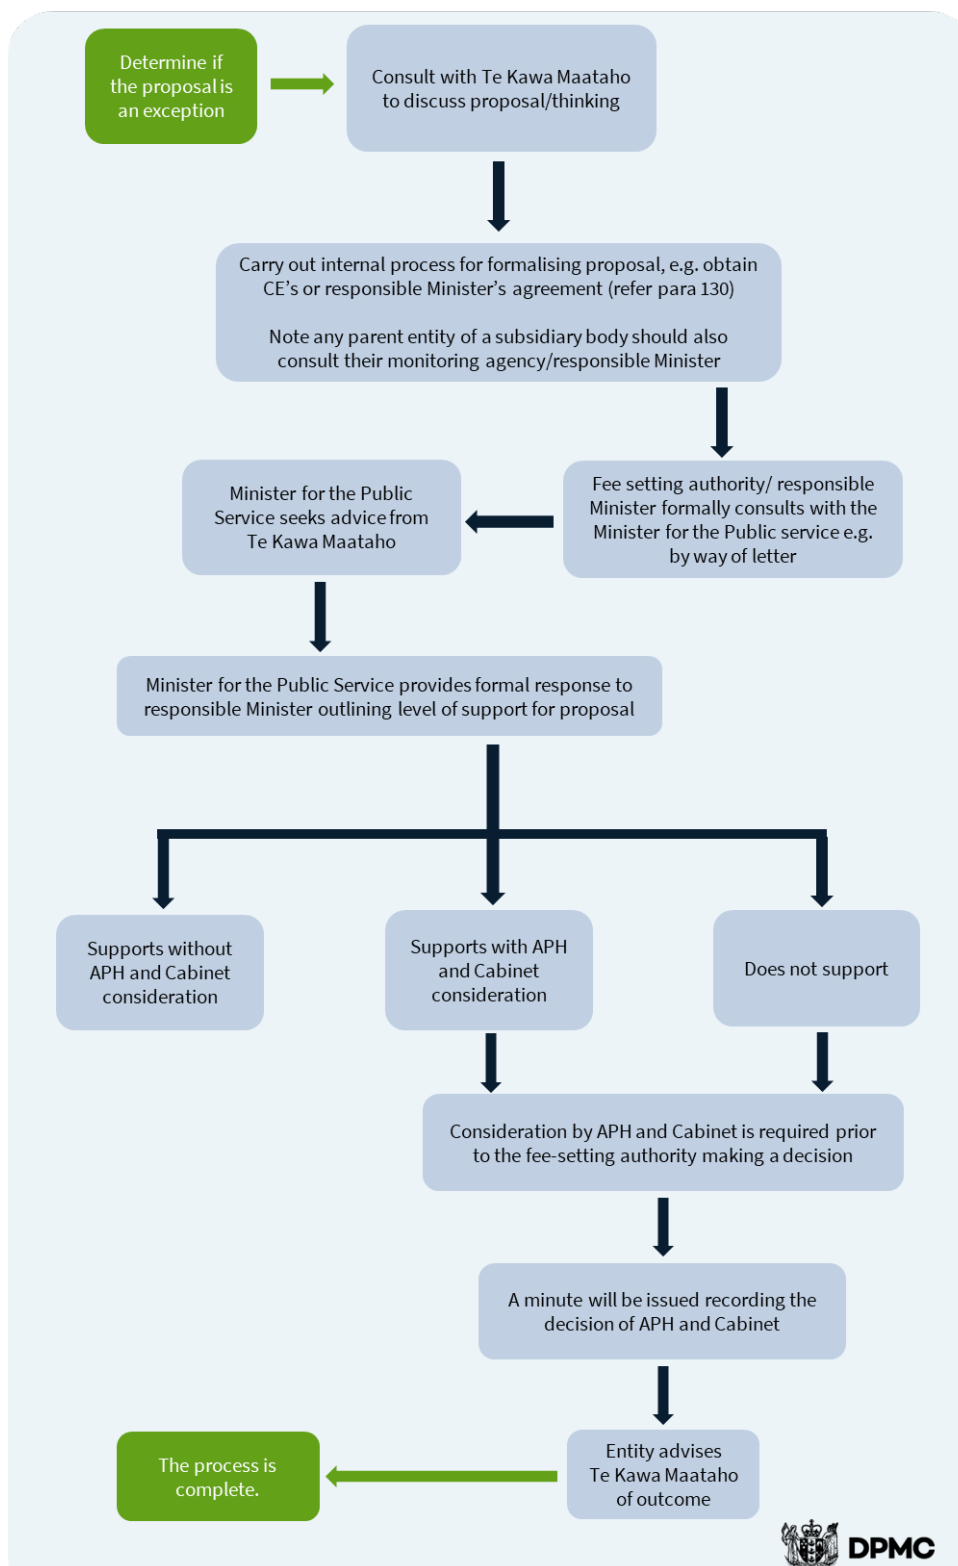 Determine if
the proposal is
an exception
Consult with Te Kawa Maataho
to discuss proposal/thinking
Carry out internal process for formalising proposal, e.g. obtain
CE's or responsible Minister's agreement (refer para 130)
Note any parent entity of a subsidiary body should also
consult their monitoring agency/responsible Minister
Fee setting authority/ responsible
Minister formally consults with the
Minister for the Public service e.g.
by way of letter
Minister for the Public
Service seeks advice from
Te Kawa Maataho
Minister for the Public Service provides formal response to
responsible Minister outlining level of support for proposal
Supports without
APH and Cabinet
consideration
Supports with APH
and Cabinet
consideration
Does not support
Consideration by APH and Cabinet is required prior
to the fee-setting authority making a decision
A minute will be issued recording the
decision of APH and Cabinet
Entity advises
Te Kawa Maataho
of outcome
The process is
complete.
DPMC